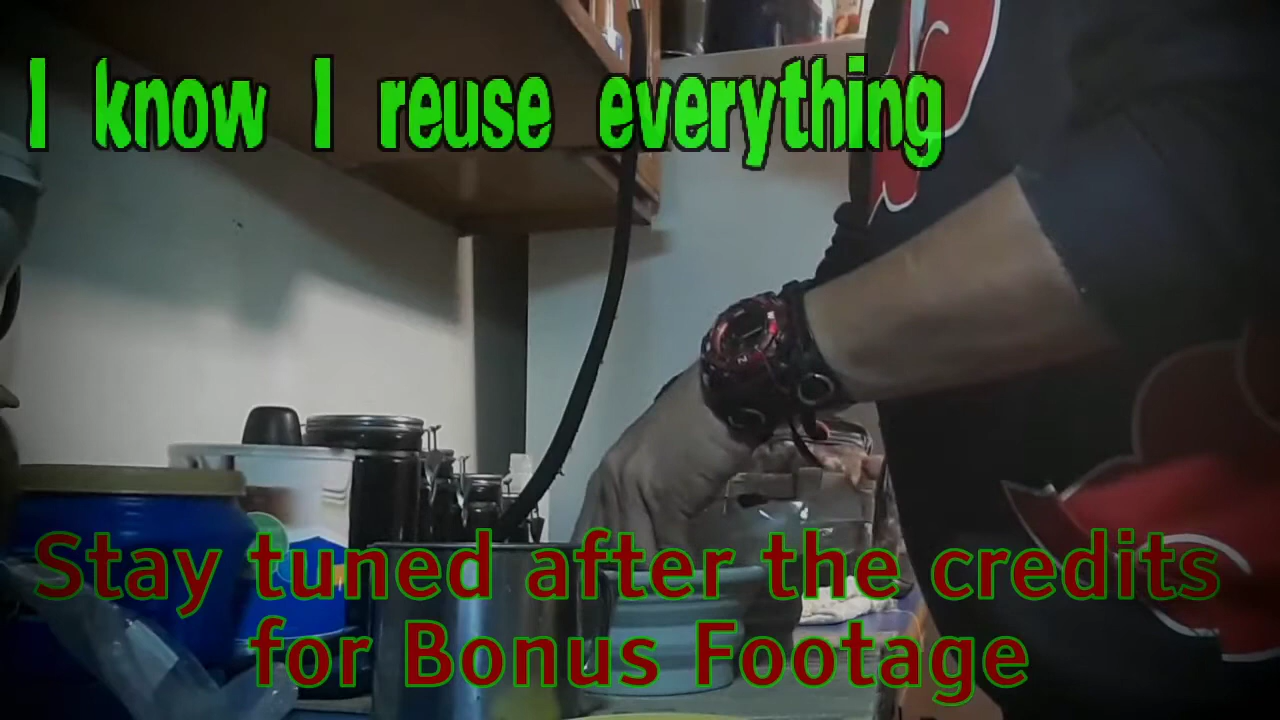 I know I reuse everything
Stay tuned after the credits
for Bonus Footage